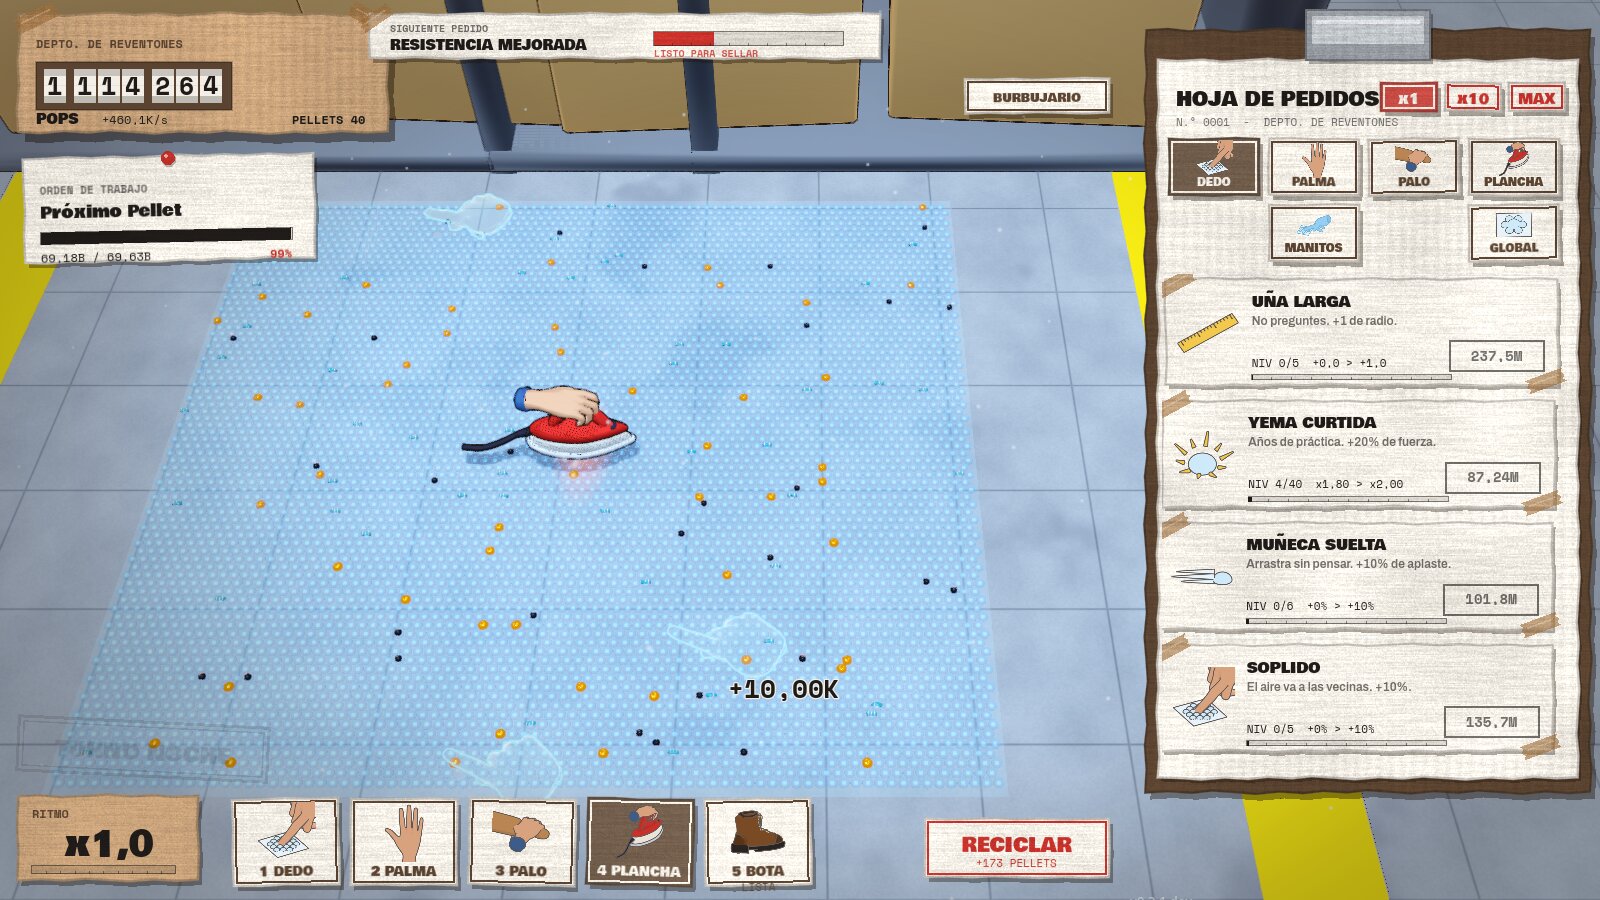 DEPTO. DE REVENTONES
1 114 264
POPS +460,1K/s PELLETS 40
SIGUIENTE PEDIDO
RESISTENCIA MEJORADA
LISTO PARA SELLAR
BURBUJARIO
ORDEN DE TRABAJO
Próximo Pellet
69,18B / 69,63B 99%
HOJA DE PEDIDOS x1 x10 MAX
N.° 0001 - DEPTO. DE REVENTONES
DEDO PALMA PALO PLANCHA
MANITOS GLOBAL
UÑA LARGA
No preguntes. +1 de radio.
237,5M
NIV 0/5 +0,0 > +1,0
YEMA CURTIDA
Años de práctica. +20% de fuerza.
87,24M
NIV 4/40 x1,80 > x2,00
MUÑECA SUELTA
Arrastra sin pensar. +10% de aplaste.
101,8M
NIV 0/6 +0% > +10%
SOPLIDO
El aire va a las vecinas. +10%.
135,7M
NIV 0/5 +0% > +10%
+10,00K
TURNO NOCHE
RITMO
x1,0
1 DEDO 2 PALMA 3 PALO 4 PLANCHA 5 BOTA
LISTA
RECICLAR
+173 PELLETS